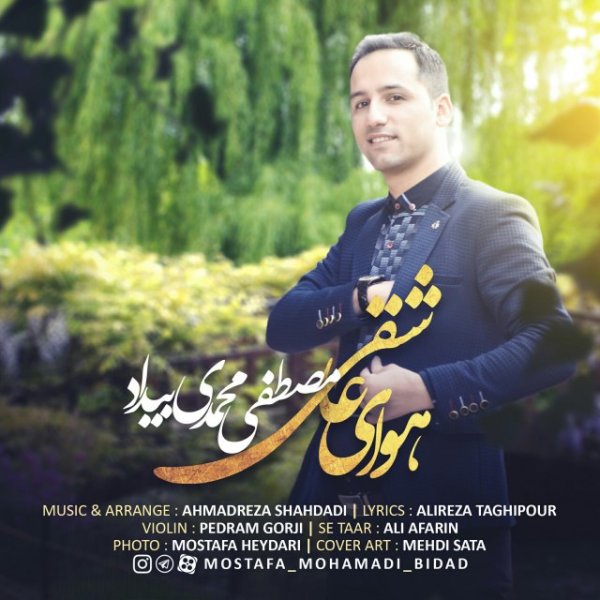 هوای عشق
مصطفی محمدی بیداد
MUSIC & ARRANGE : AHMADREZA SHAHDADI | LYRICS : ALIREZA TAGHIPOUR
VIOLIN : PEDRAM GORJI | SE TAAR : ALI AFARIN
PHOTO : MOSTAFA HEYDARI | COVER ART : MEHDI SATA
MOSTAFA_MOHAMADI_BIDAD